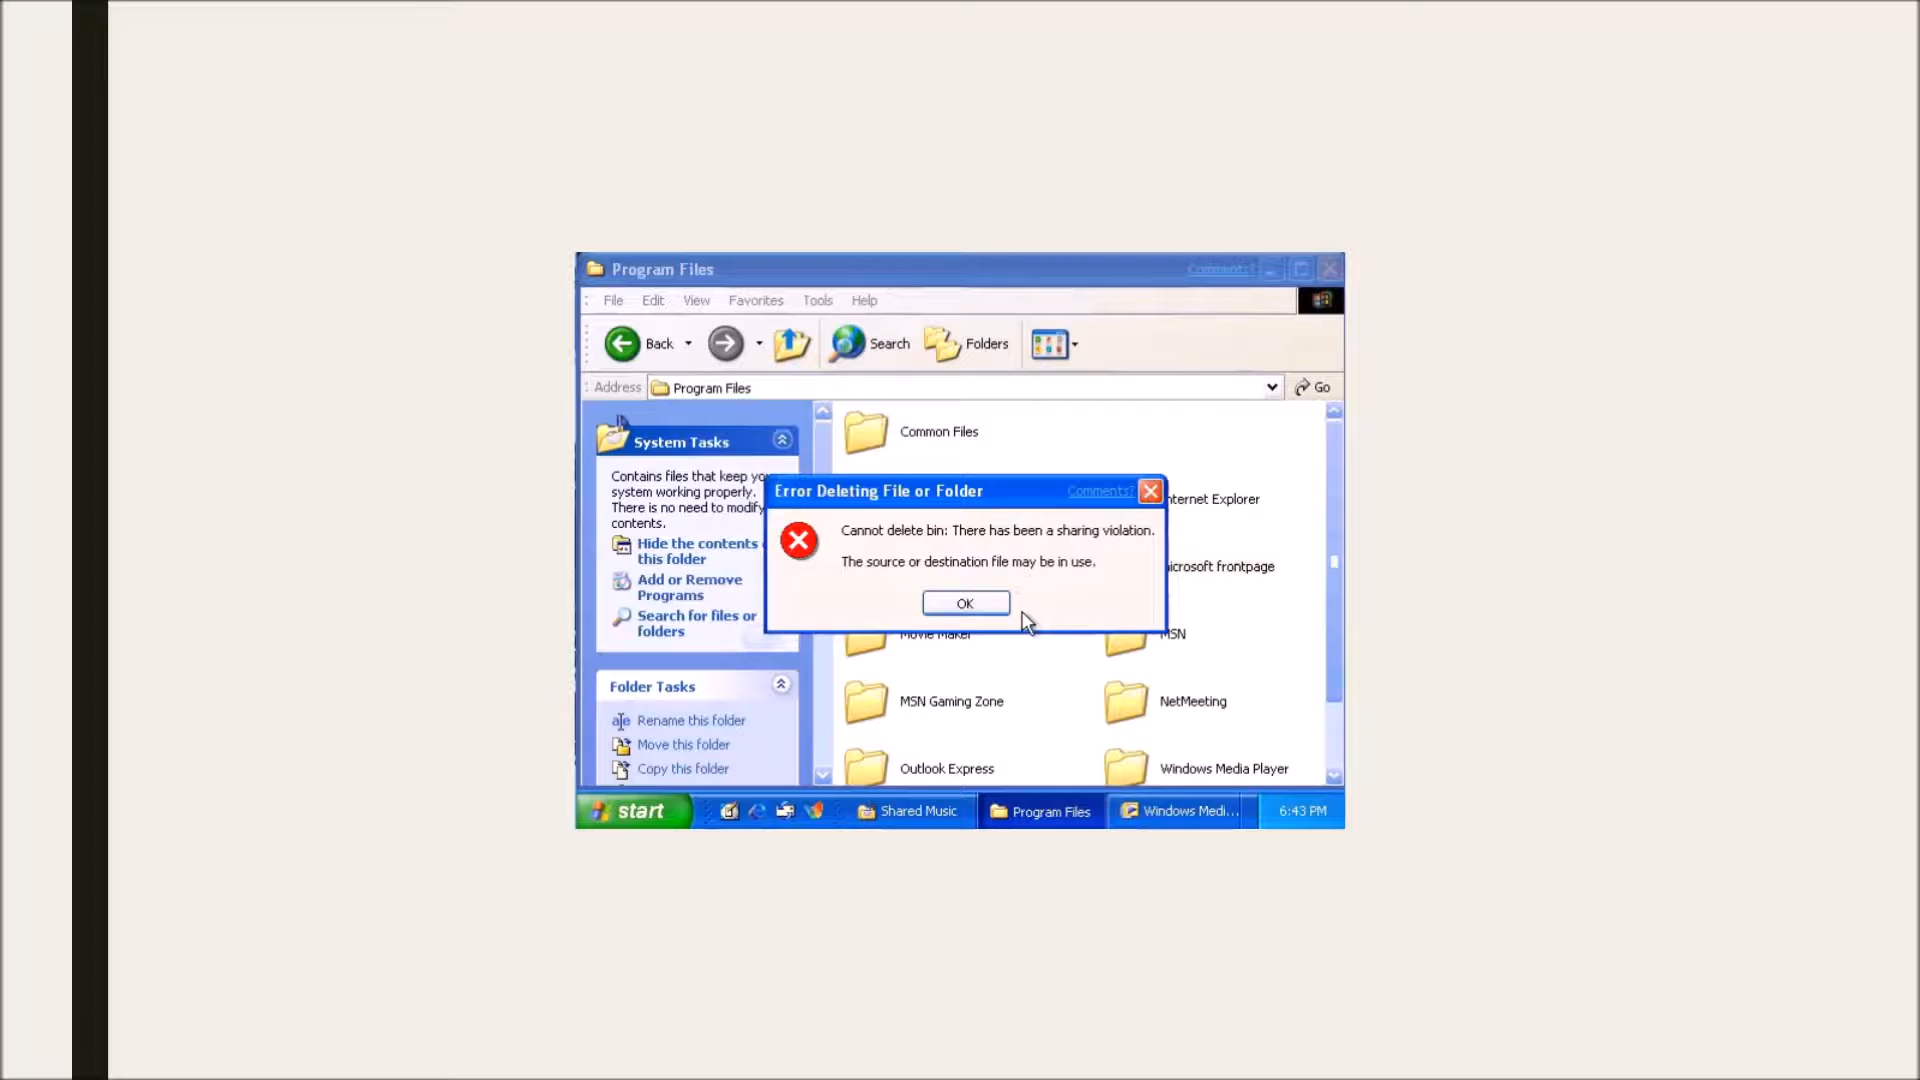 Program Files
Comments?
File Edit View Favorites Tools Help
Back Search Folders
Address Program Files Go
System Tasks
Contains files that keep
system working properly.
There is no need to modify
contents.
Hide the contents
this folder
Add or Remove
Programs
Search for files or
folders
Folder Tasks
Rename this folder
Move this folder
Copy this folder
Common Files
nternet Explorer
icrosoft frontpage
Movie Maker
MSN
MSN Gaming Zone
NetMeeting
Outlook Express
Windows Media Player
Error Deleting File or Folder
Comments?
Cannot delete bin: There has been a sharing violation.
The source or destination file may be in use.
OK
start Shared Music Program Files Windows Medi... 6:43 PM